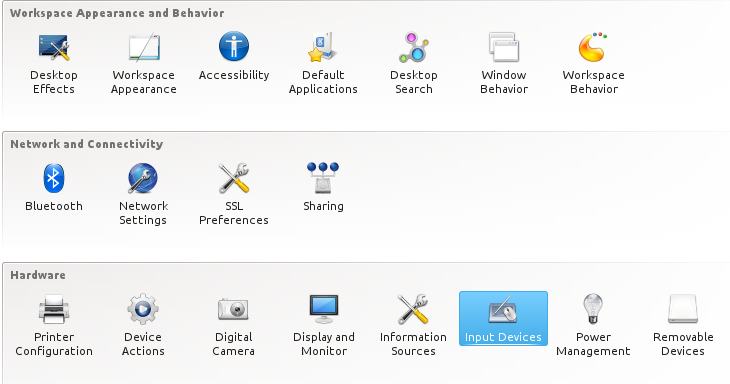 Workspace Appearance and Behavior
Desktop Effects
Workspace Appearance
Accessibility
Default Applications
Desktop Search
Window Behavior
Workspace Behavior
Network and Connectivity
Bluetooth
Network Settings
SSL Preferences
Sharing
Hardware
Printer Configuration
Device Actions
Digital Camera
Display and Monitor
Information Sources
Input Devices
Power Management
Removable Devices